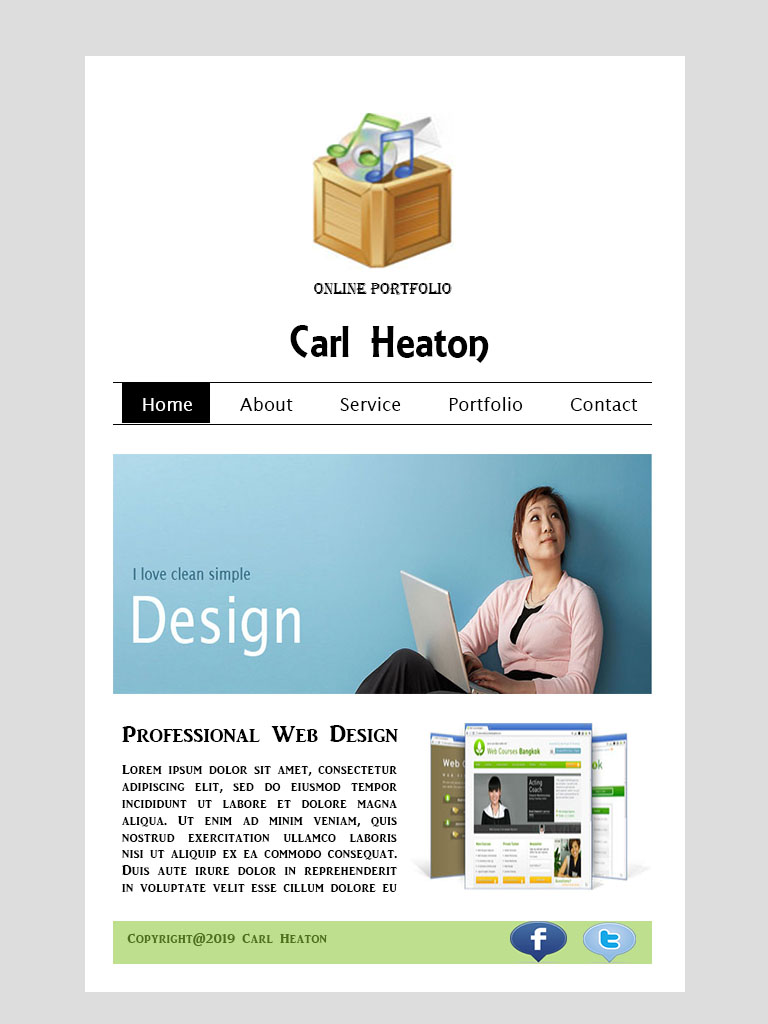 ONLINE PORTFOLIO
Carl Heaton
Home About Service Portfolio Contact
I love clean simple
Design
Professional Web Design
Lorem ipsum dolor sit amet, consectetur
adipiscing elit, sed do eiusmod tempor
incididunt ut labore et dolore magna
aliqua. Ut enim ad minim veniam, quis
nostrud exercitation ullamco laboris
nisi ut aliquip ex ea commodo consequat.
Duis aute irure dolor in reprehenderit
in voluptate velit esse cillum dolore eu
Web Courses Bangkok
Acting
Coach
Copyright@2019 Carl Heaton